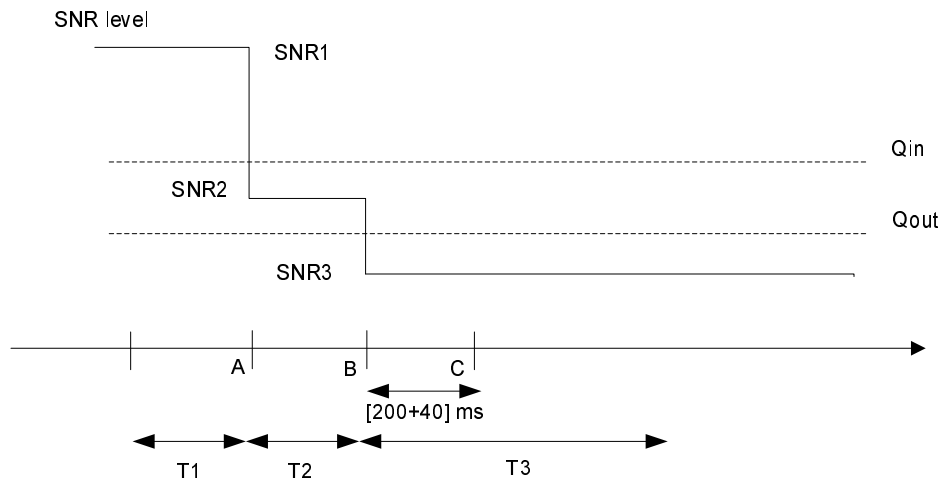 SNR level
SNR1
Qin
SNR2
Qout
SNR3
A
B
C
[200+40] ms
T1
T2
T3